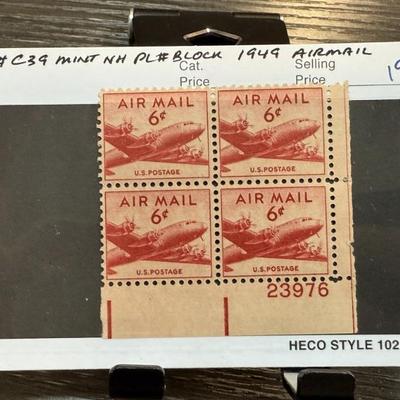 # C39 MINT NH PL# BLOCK 1949 AIRMAIL
Cat. Price
Selling Price
AIR MAIL
6¢
U.S. POSTAGE
AIR MAIL
6¢
U.S. POSTAGE
AIR MAIL
6¢
U.S. POSTAGE
AIR MAIL
6¢
U.S. POSTAGE
23976
HECO STYLE 102